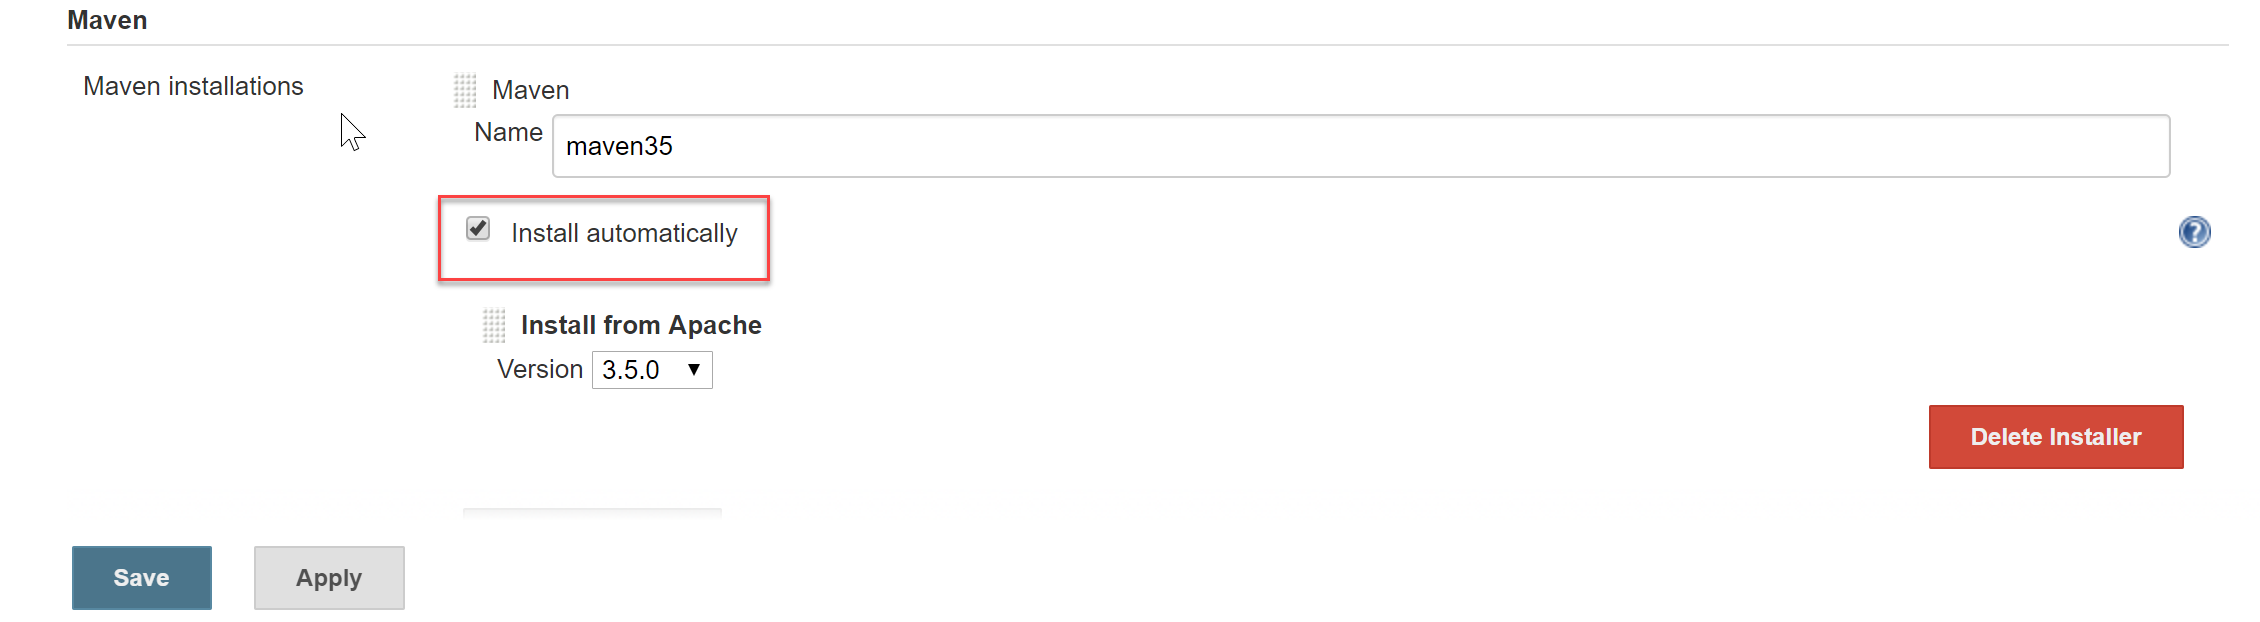 Maven
Maven installations
Maven
Name
maven35
Install automatically
?
Install from Apache
Version 3.5.0
Delete Installer
Save
Apply